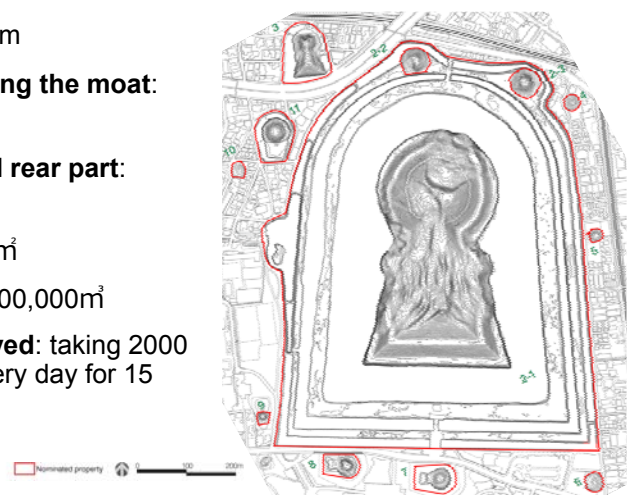 m
ng the moat:
rear part:
㎡
00,000㎥
ved: taking 2000
ery day for 15
3
2-2
2-3
4
11
10
5
2-1
9
8
7
6
Nominated property
0 100 200m